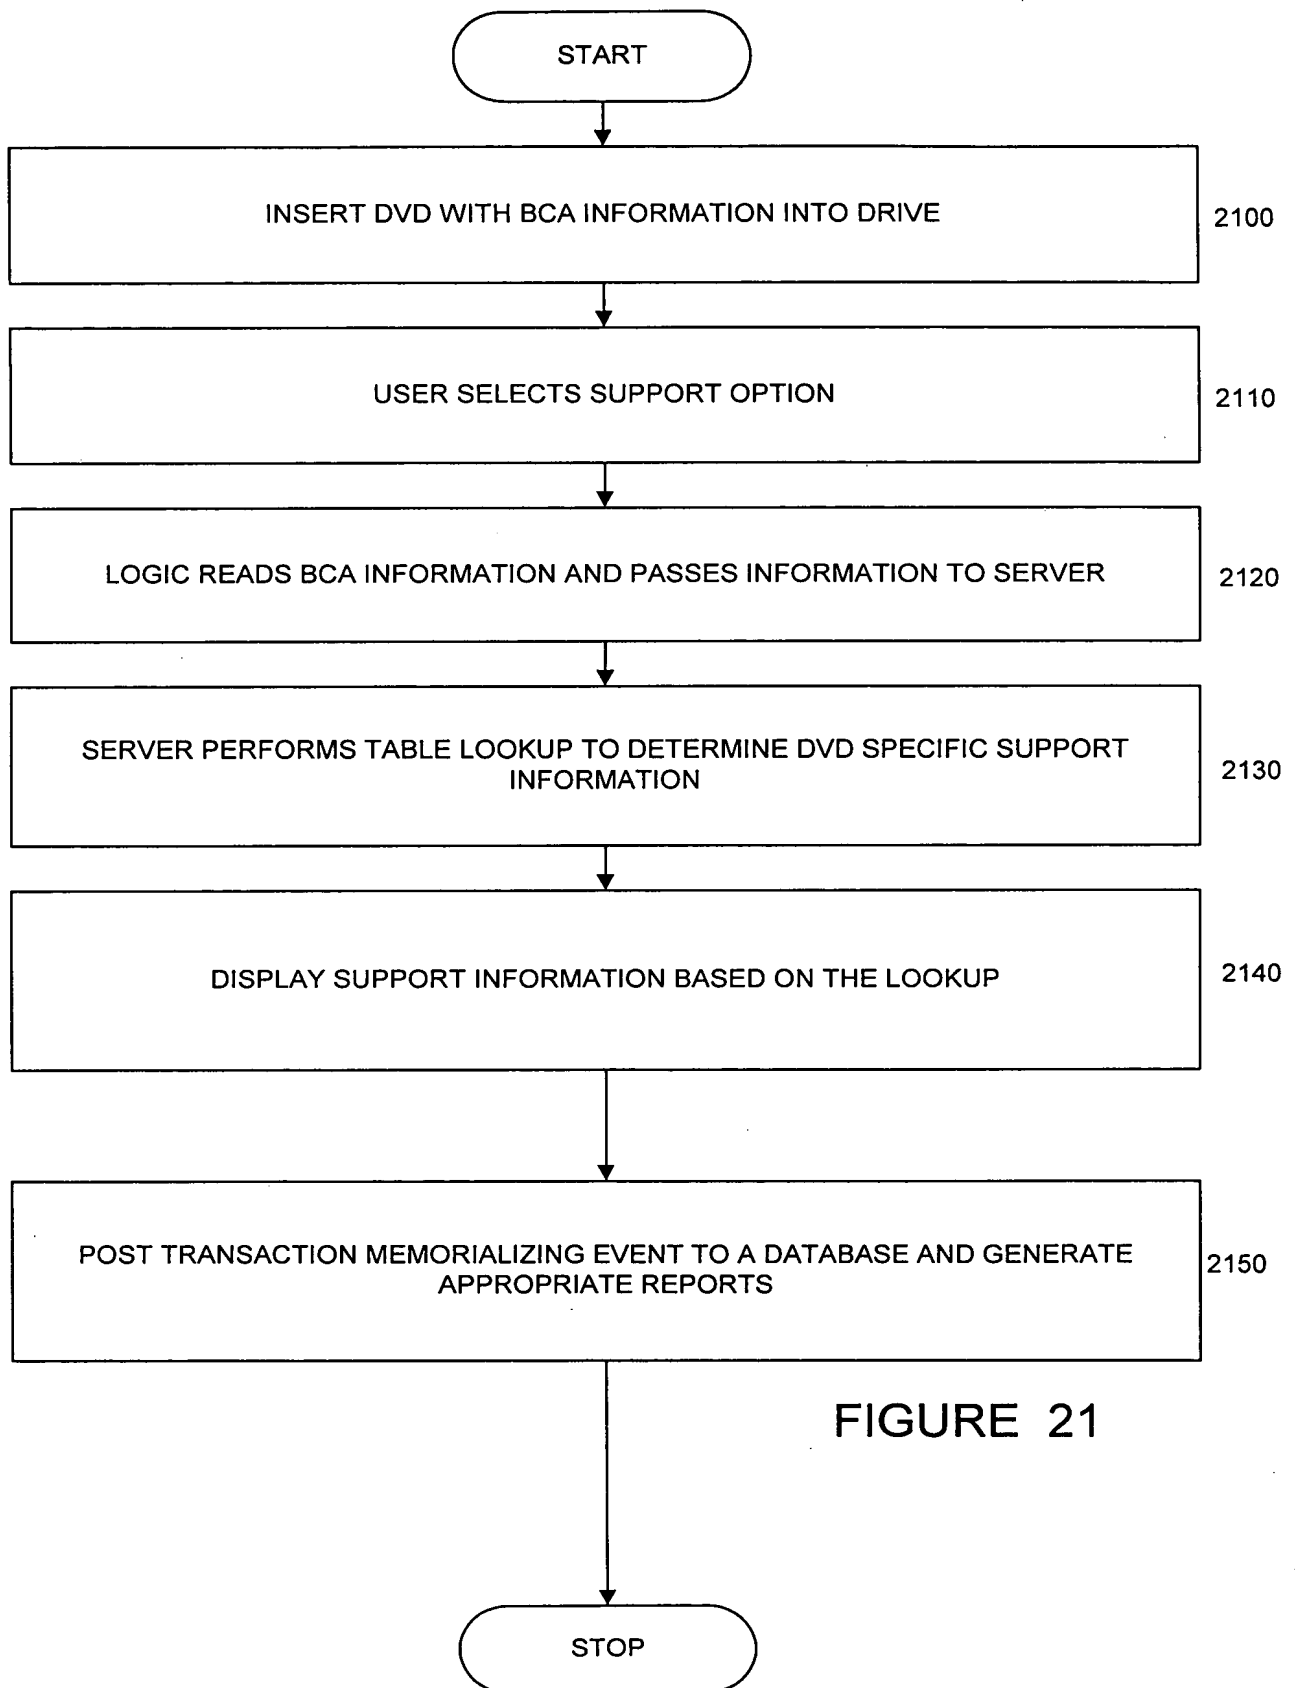 START
INSERT DVD WITH BCA INFORMATION INTO DRIVE
2100
USER SELECTS SUPPORT OPTION
2110
LOGIC READS BCA INFORMATION AND PASSES INFORMATION TO SERVER
2120
SERVER PERFORMS TABLE LOOKUP TO DETERMINE DVD SPECIFIC SUPPORT
INFORMATION
2130
DISPLAY SUPPORT INFORMATION BASED ON THE LOOKUP
2140
POST TRANSACTION MEMORIALIZING EVENT TO A DATABASE AND GENERATE
APPROPRIATE REPORTS
2150
FIGURE 21
STOP